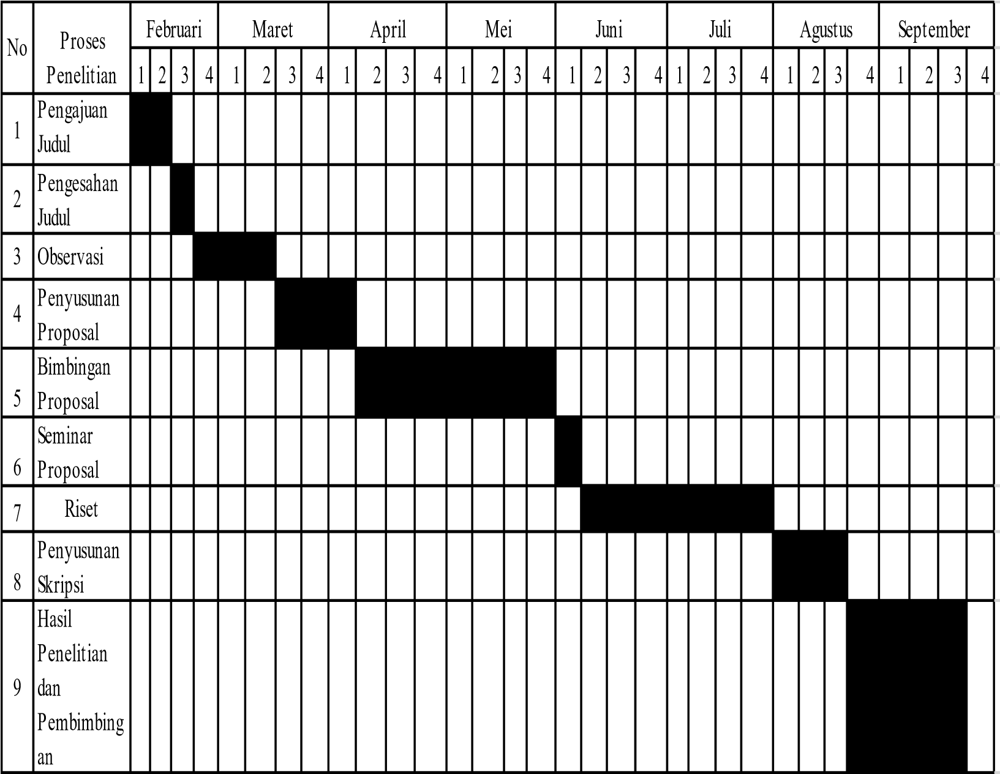 No Proses Penelitian Februari Maret April Mei Juni Juli Agustus September
1 2 3 4 1 2 3 4 1 2 3 4 1 2 3 4 1 2 3 4 1 2 3 4 1 2 3 4 1 2 3 4
1 Pengajuan
Judul
2 Pengesahan
Judul
3 Observasi
4 Penyusunan
Proposal
5 Bimbingan
Proposal
6 Seminar
Proposal
7 Riset
8 Penyusunan
Skripsi
9 Hasil
Penelitian
dan
Pembimbing
an